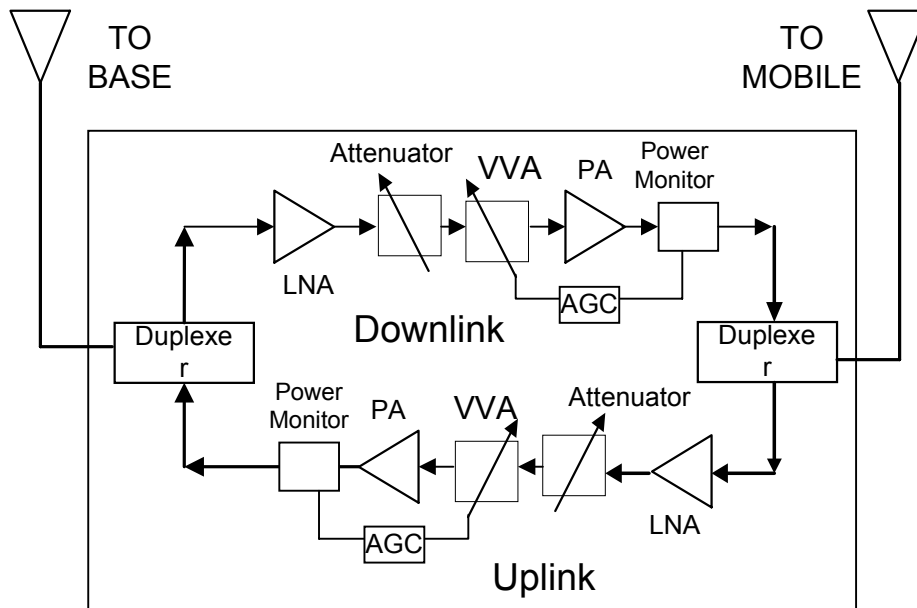 TO
BASE
TO
MOBILE
Attenuator
VVA
PA
Power
Monitor
LNA
AGC
Downlink
Duplexe
r
Duplexe
r
Power
Monitor
PA
VVA
Attenuator
LNA
AGC
Uplink